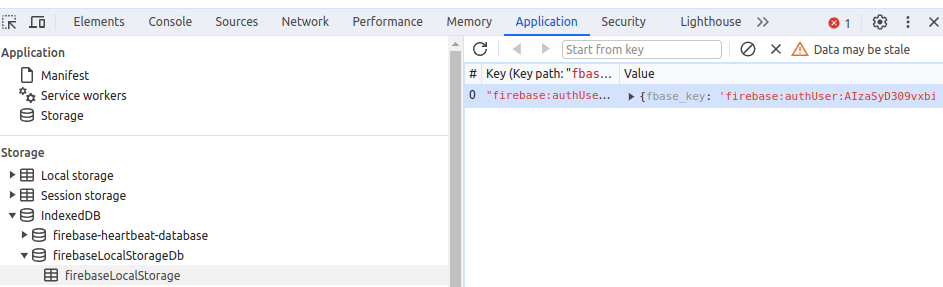 Elements Console Sources Network Performance Memory Application Security Lighthouse 1
Application
Manifest
Service workers
Storage
Storage
Local storage
Session storage
IndexedDB
firebase-heartbeat-database
firebaseLocalStorageDb
firebaseLocalStorage
Start from key Data may be stale
# Key (Key path: "fbas... Value
0 "firebase:authUse... {fbase_key: 'firebase:authUser:AIzaSyD309vxbi